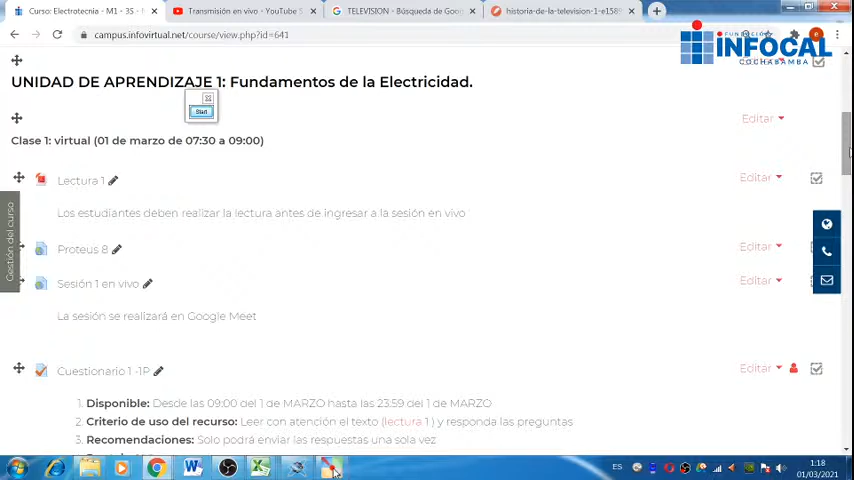 Curso: Electrotecnia - M1 - 3S - N
Transmisión en vivo - YouTube S
TELEVISION - Búsqueda de Goo
historia-de-la-television-1-e158
campus.infovirtual.net/course/view.php?id=641
FUNDACIÓN
INFOCAL
COCHABAMBA
UNIDAD DE APRENDIZAJE 1: Fundamentos de la Electricidad.
Start
Editar
Clase 1: virtual (01 de marzo de 07:30 a 09:00)
Lectura 1
Editar
Los estudiantes deben realizar la lectura antes de ingresar a la sesión en vivo
Gestión del curso
Proteus 8
Editar
Sesión 1 en vivo
Editar
La sesión se realizará en Google Meet
Cuestionario 1 -1P
Editar
1. Disponible: Desde las 09:00 del 1 de MARZO hasta las 23:59 del 1 de MARZO
2. Criterio de uso del recurso: Leer con atención el texto (lectura 1 ) y responda las preguntas
3. Recomendaciones: Solo podrá enviar las respuestas una sola vez
ES
1:18
01/03/2021